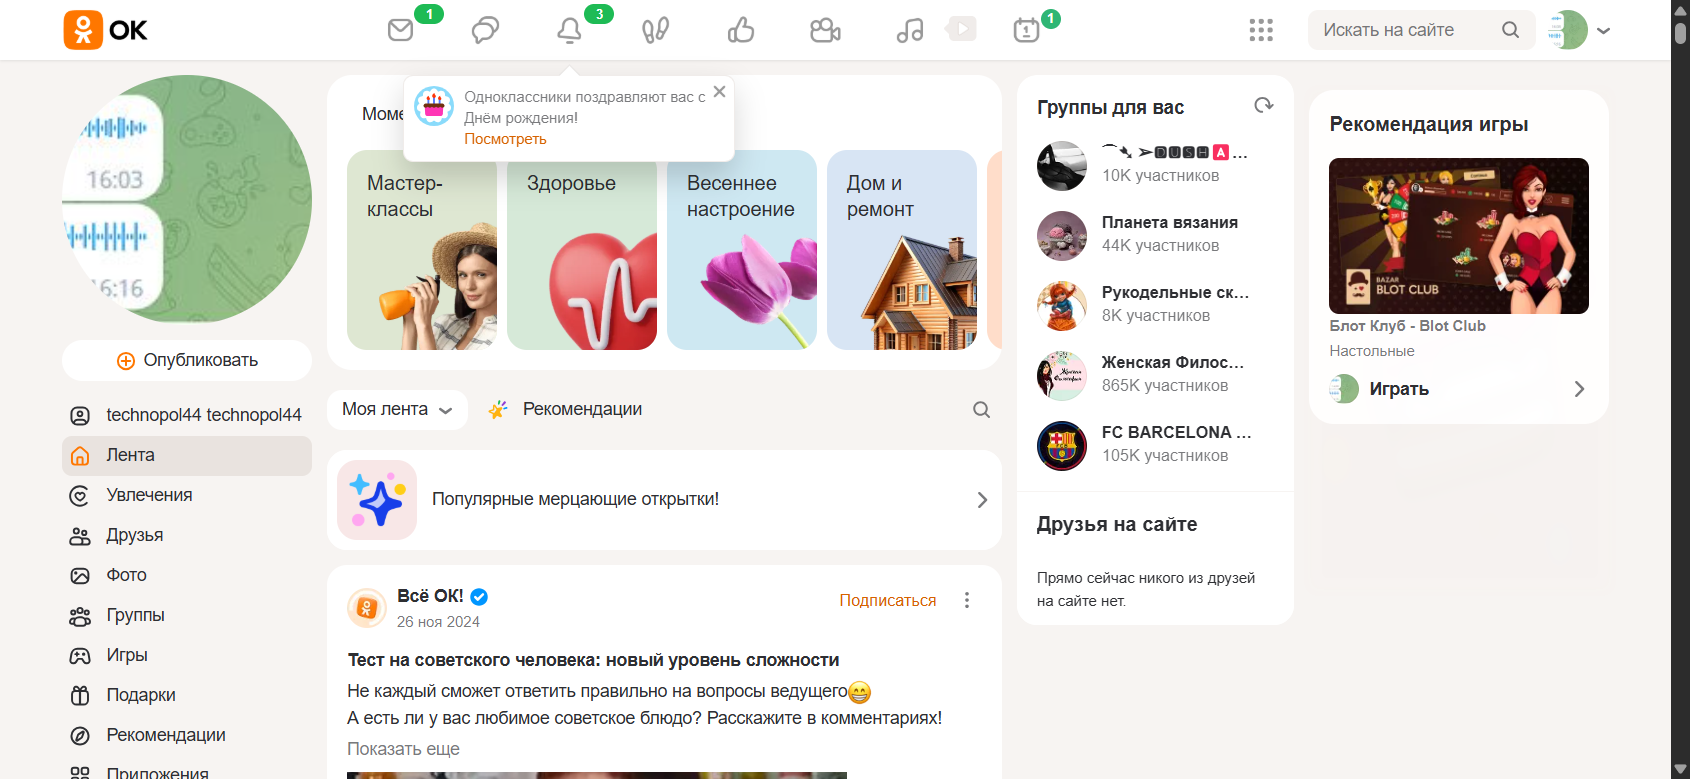 ОК
1
3
1
Искать на сайте
16:03
16:16
Опубликовать
technopol44 technopol44
Лента
Увлечения
Друзья
Фото
Группы
Игры
Подарки
Рекомендации
Приложения
Моме
Одноклассники поздравляют вас с
Днём рождения!
Посмотреть
Мастер-
классы
Здоровье
Весеннее
настроение
Дом и
ремонт
Моя лента
Рекомендации
Популярные мерцающие открытки!
Всё ОК!
26 ноя 2024
Подписаться
Тест на советского человека: новый уровень сложности
Не каждый сможет ответить правильно на вопросы ведущего😁
А есть ли у вас любимое советское блюдо? Расскажите в комментариях!
Показать еще
Группы для вас
➢🅳🆄🆂🅷🅰...
10K участников
Планета вязания
44K участников
Рукодельные ск...
8K участников
Женская Филос...
865K участников
FC BARCELONA ...
105K участников
Друзья на сайте
Прямо сейчас никого из друзей
на сайте нет.
Рекомендация игры
BAZAR
BLOT CLUB
Блот Клуб - Blot Club
Настольные
Играть